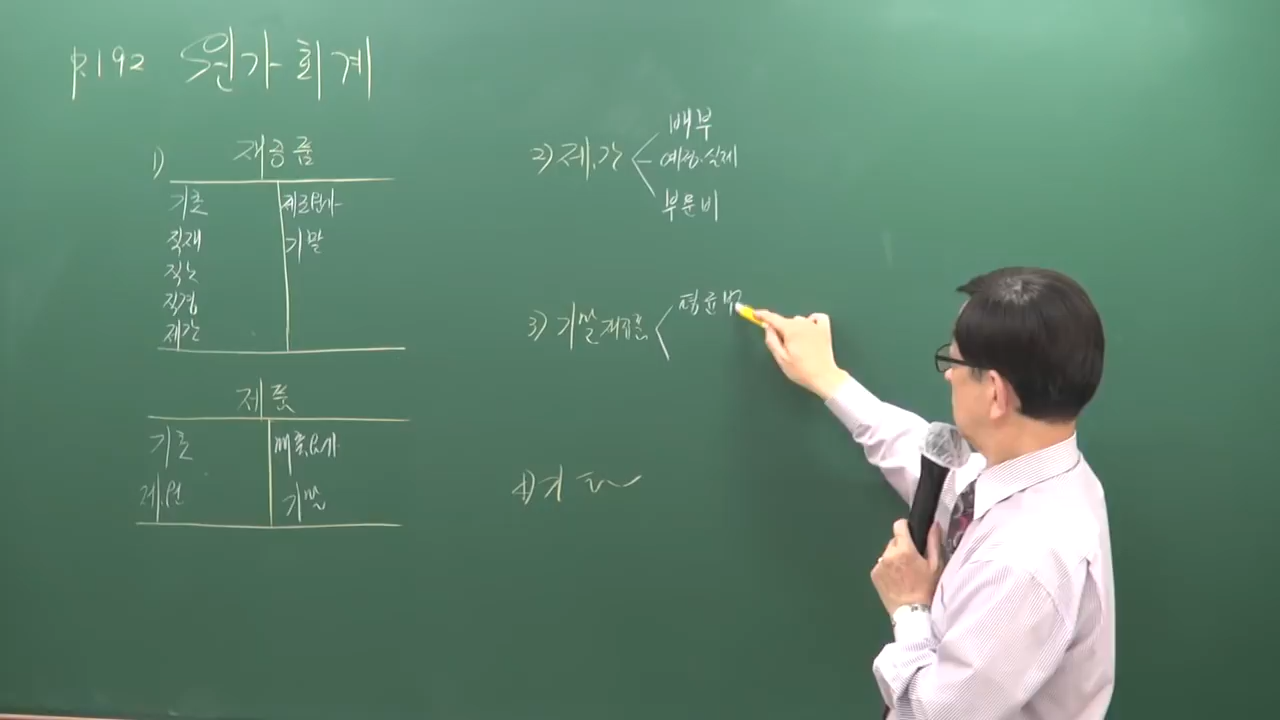 p.192 원가회계
1) 재공품
기초 제조원가
직재 기말
직노
직경
제간
제품
기초 매출원가
제.원 기말
2) 제.간
배부
예정.실제
부문비
3) 기말재공품
평균법
4)